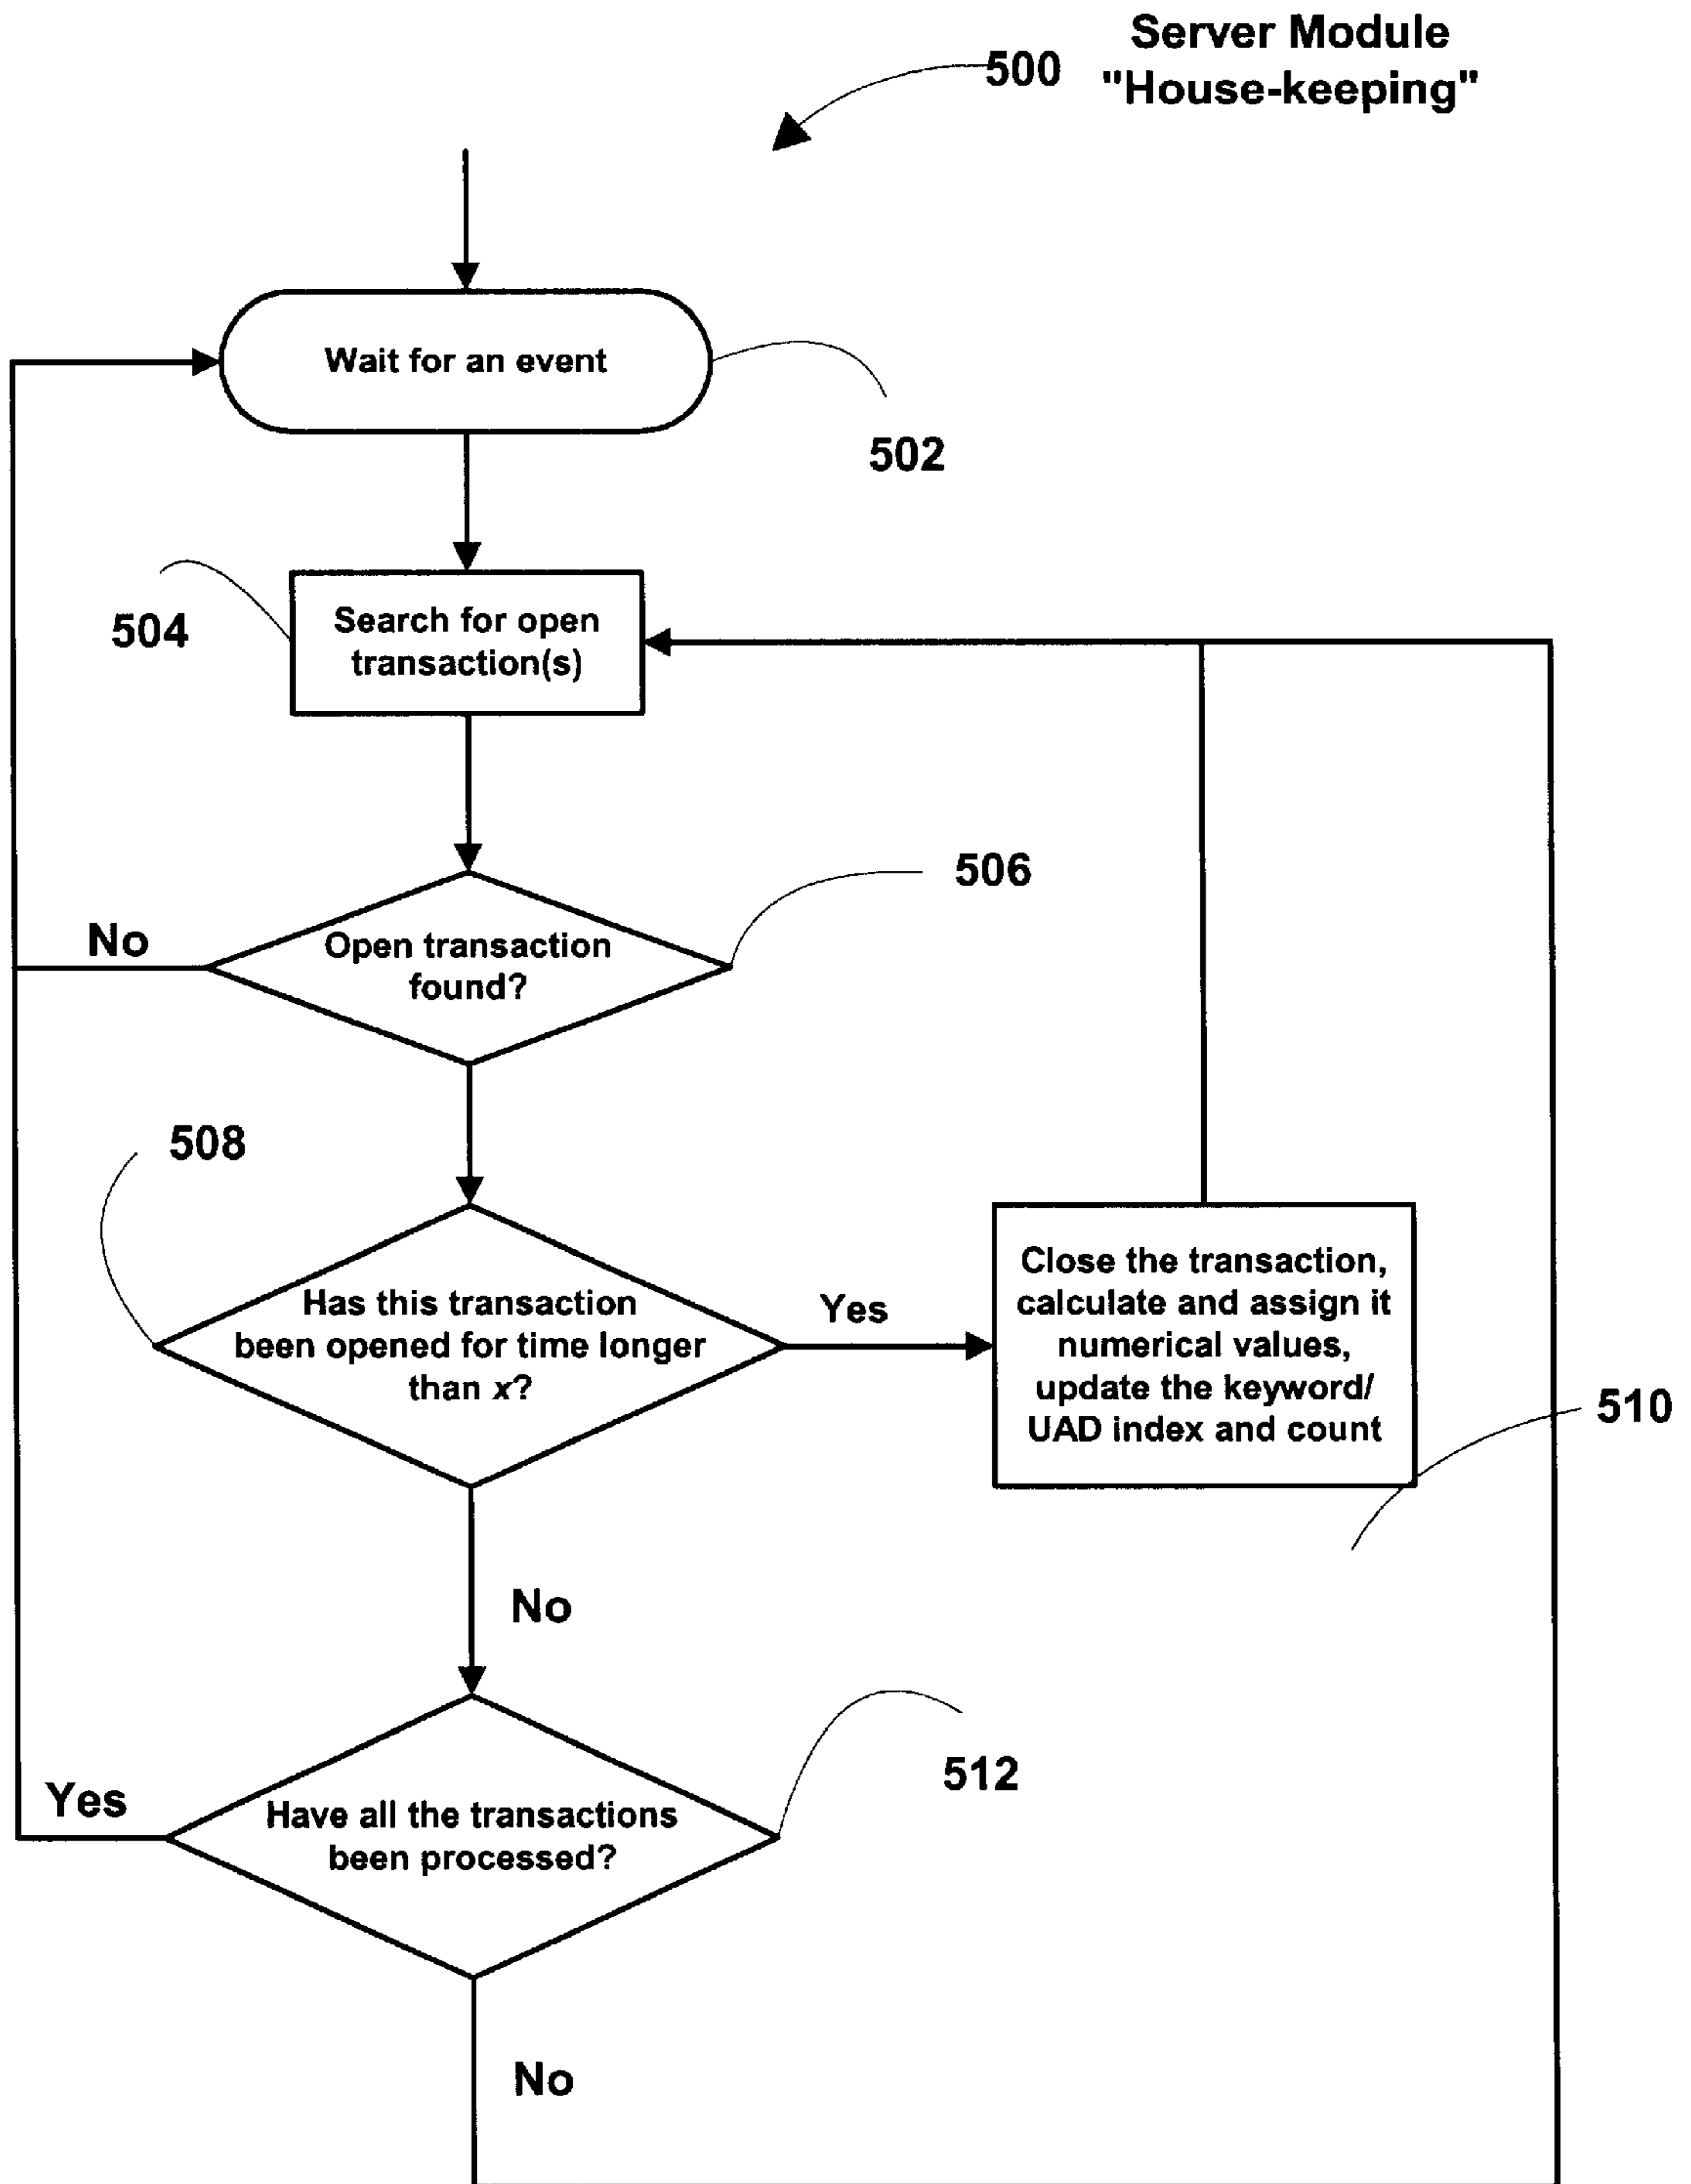 Server Module
"House-keeping"
500
Wait for an event
502
504
Search for open
transaction(s)
506
No
Open transaction
found?
508
Has this transaction
been opened for time longer
than x?
Yes
Close the transaction,
calculate and assign it
numerical values,
update the keyword/
UAD index and count
510
No
512
Yes
Have all the transactions
been processed?
No